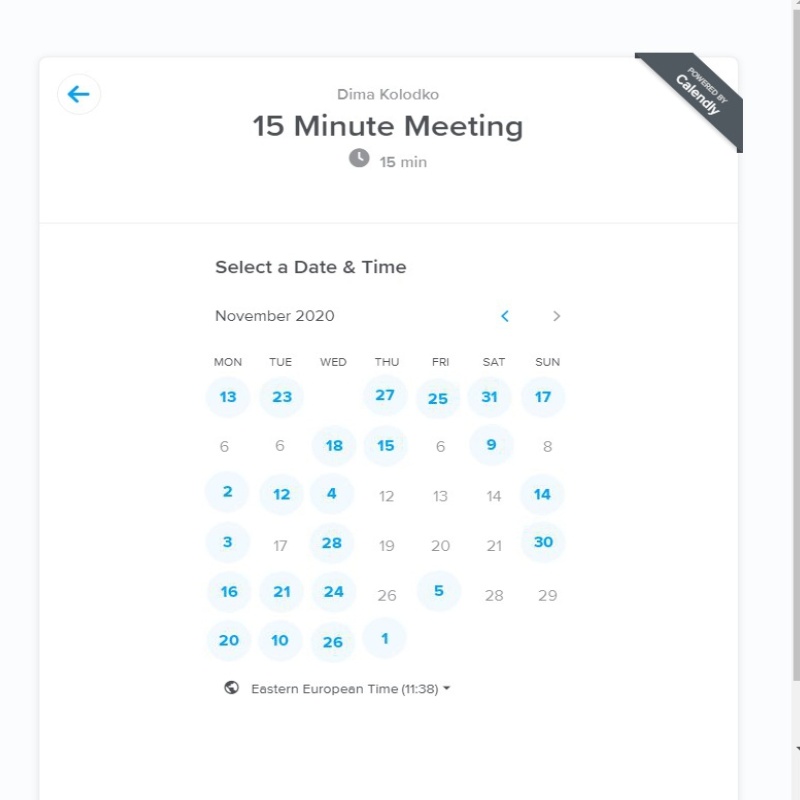 POWERED BY
Calendly
Dima Kolodko
15 Minute Meeting
15 min
Select a Date & Time
November 2020
MON TUE WED THU FRI SAT SUN
13 23 27 25 31 17
6 6 18 15 6 9 8
2 12 4 12 13 14 14
3 17 28 19 20 21 30
16 21 24 26 5 28 29
20 10 26 1
Eastern European Time (11:38)